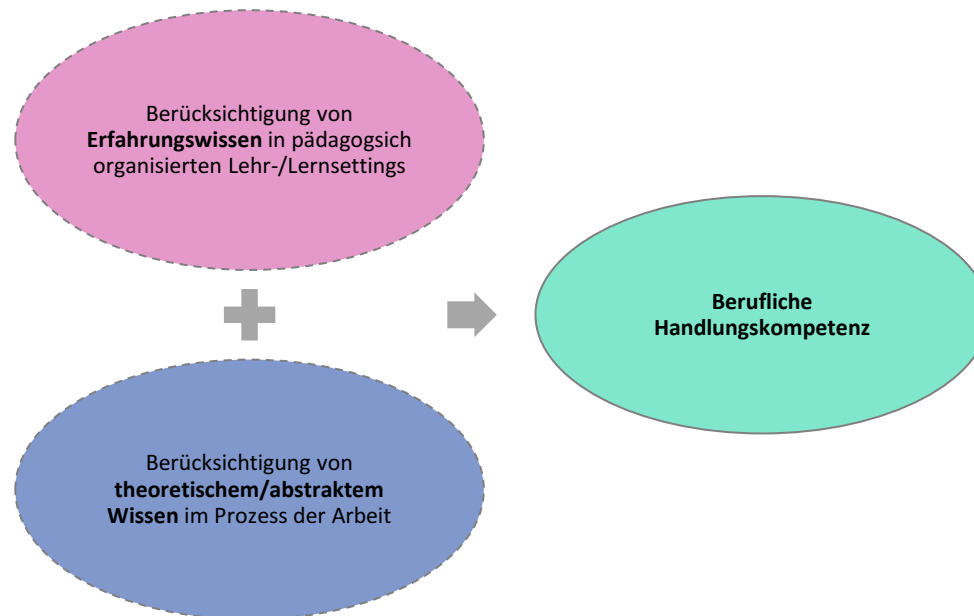 Berücksichtigung von
Erfahrungswissen in pädagogsich
organisierten Lehr-/Lernsettings
Berufliche
Handlungskompetenz
Berücksichtigung von
theoretischem/abstraktem
Wissen im Prozess der Arbeit